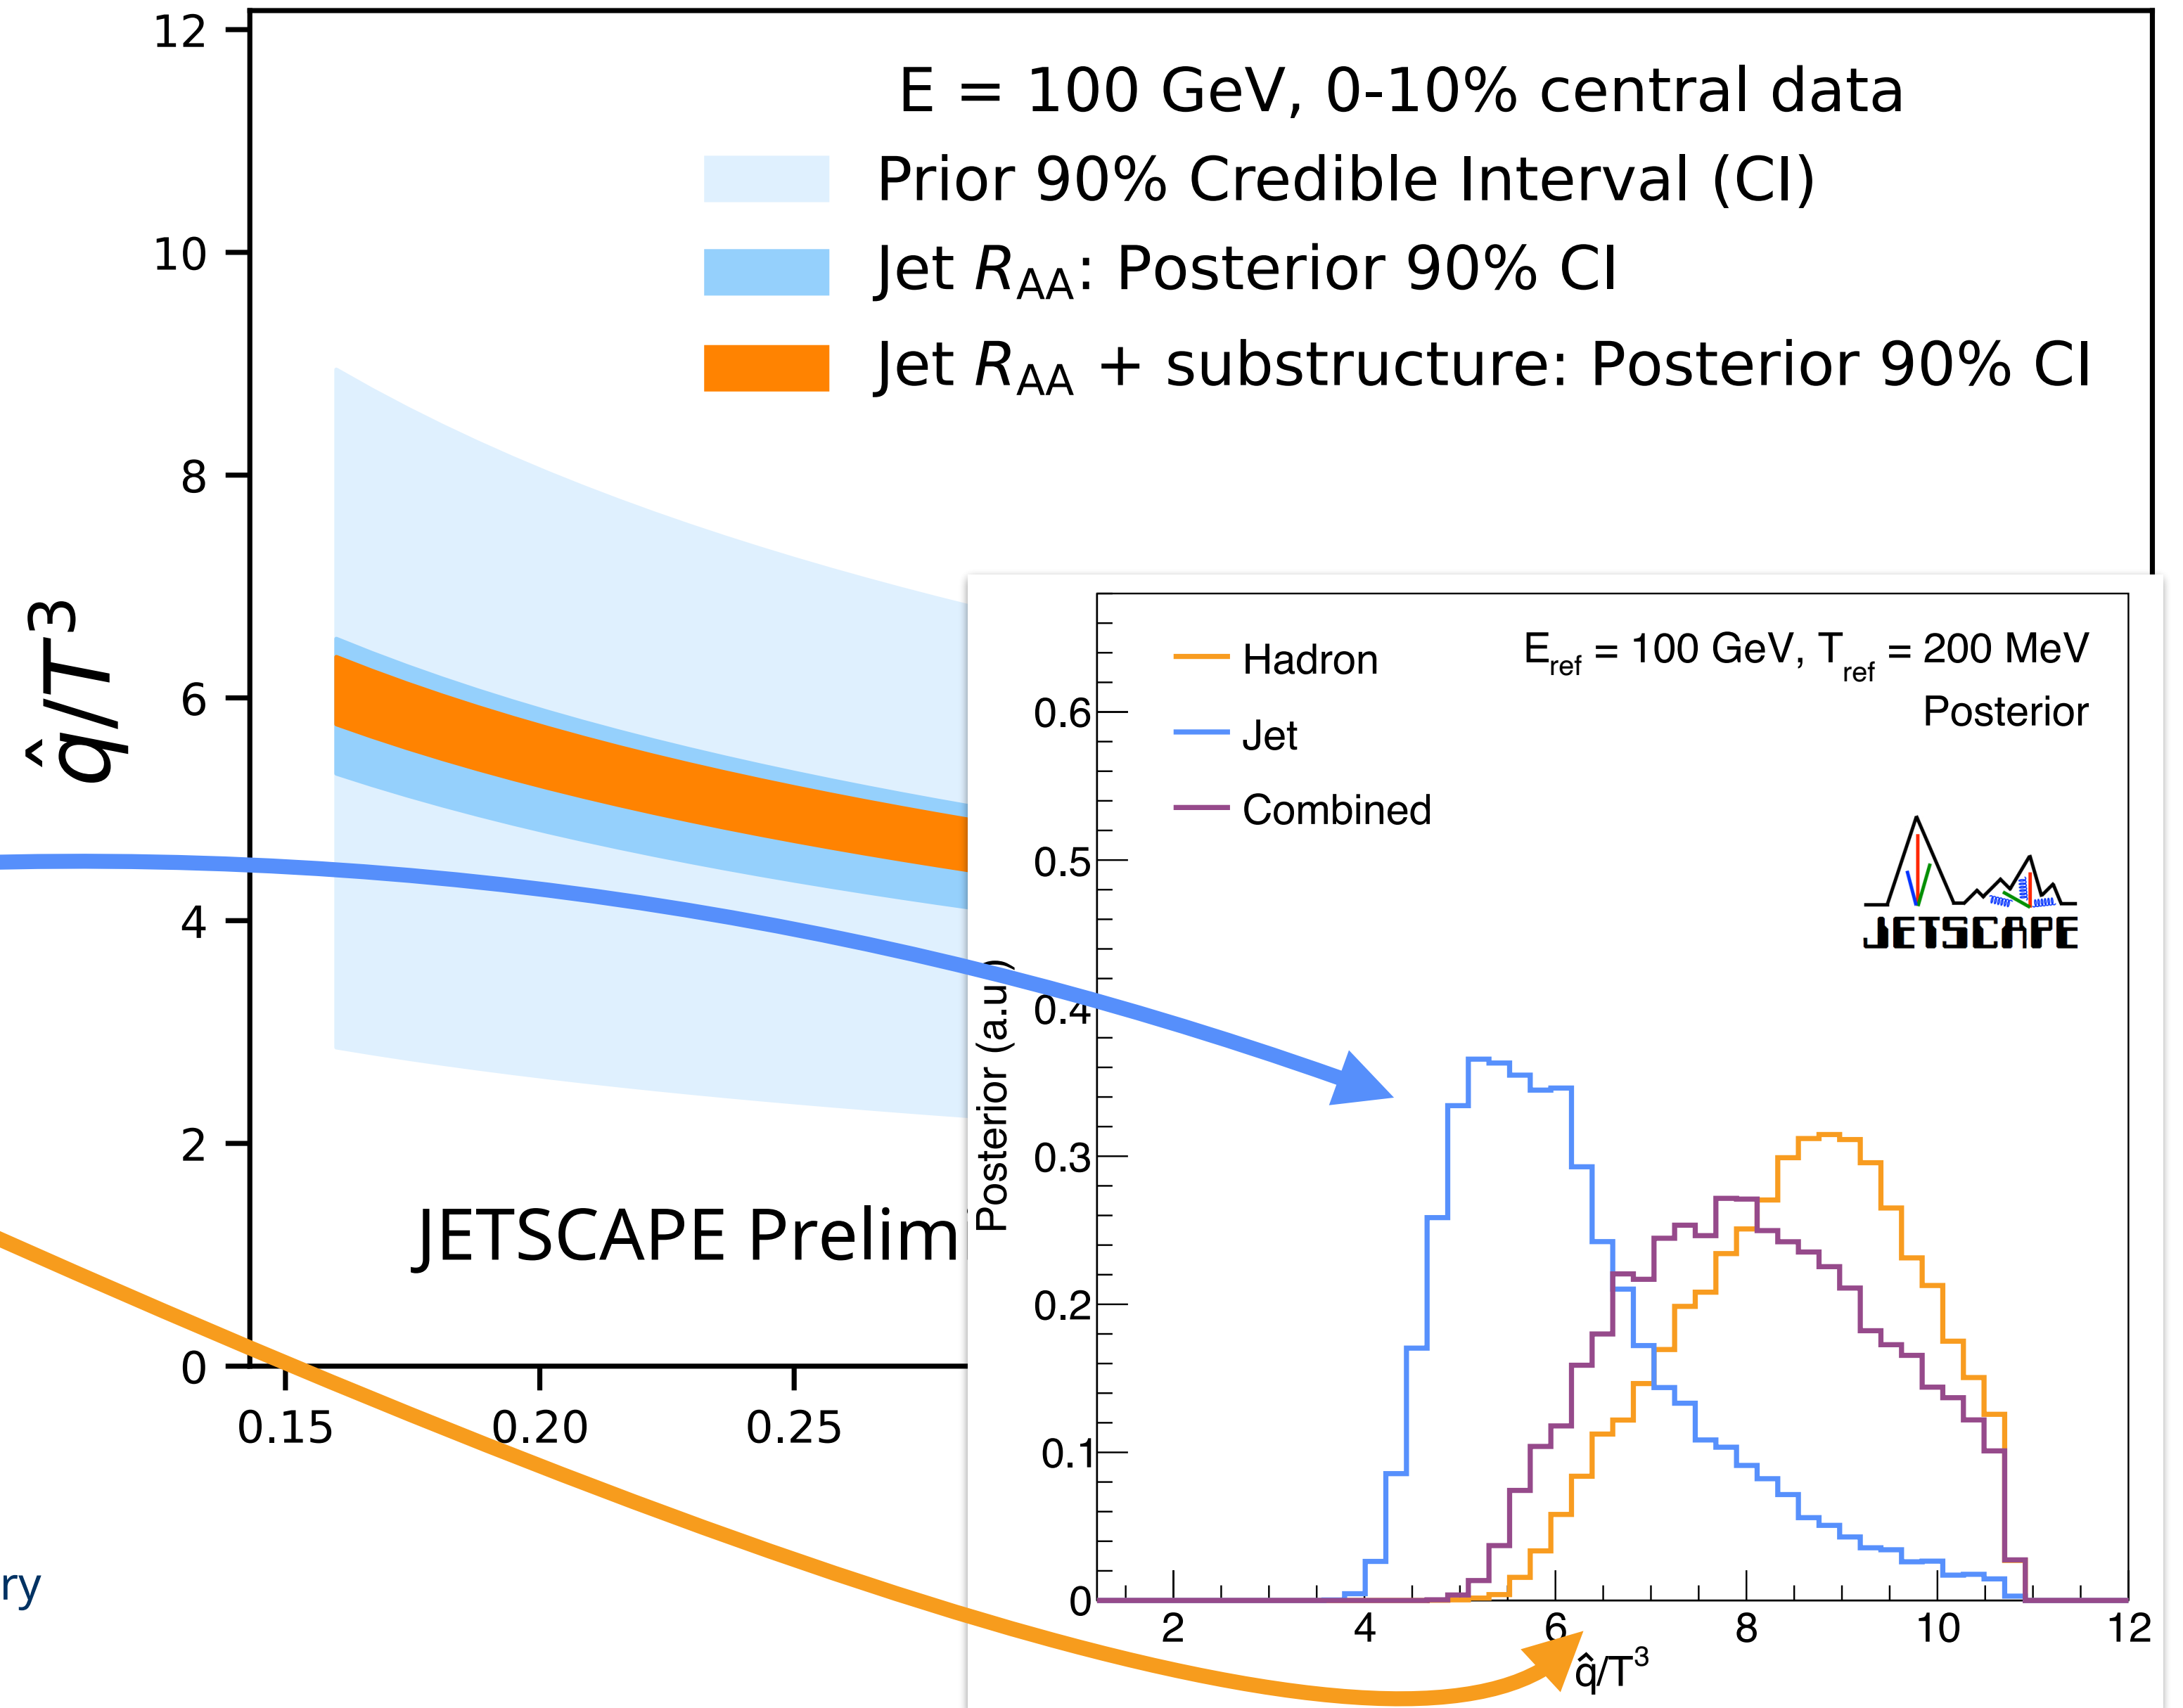 12
E = 100 GeV, 0-10% central data
Prior 90% Credible Interval (CI)
10
Jet R_AA: Posterior 90% CI
Jet R_AA + substructure: Posterior 90% CI
8
q̂/T³
6
4
2
0
JETSCAPE Prelim
0.15
0.20
0.25
Hadron
Jet
Combined
E_ref = 100 GeV, T_ref = 200 MeV
Posterior
JETSCAPE
Posterior (a.u.)
0.6
0.5
0.4
0.3
0.2
0.1
0
2
4
6
8
10
12
q̂/T³
ry